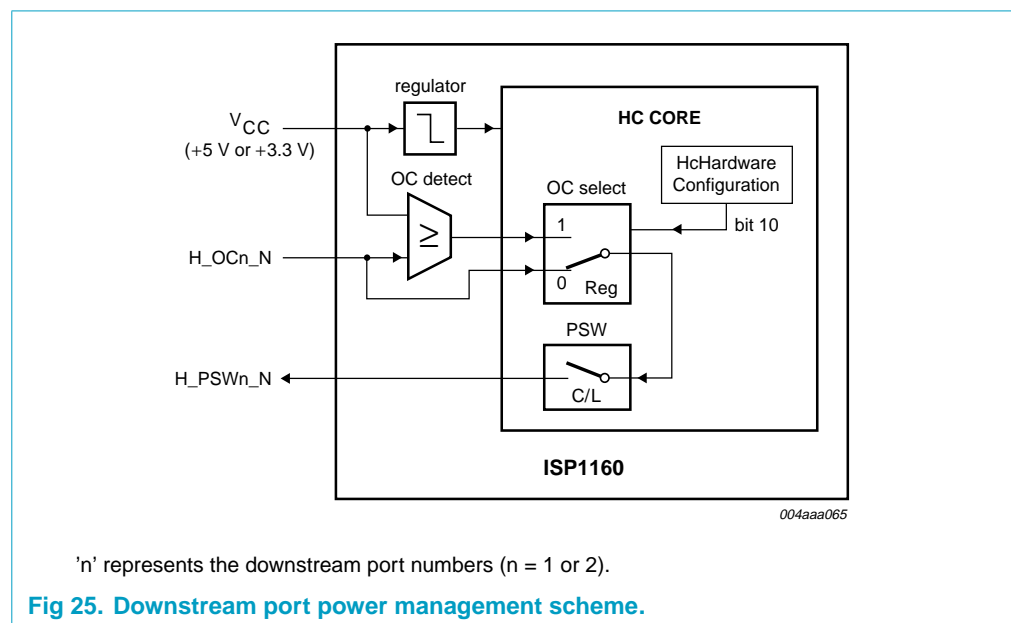 regulator
HC CORE
VCC
(+5 V or +3.3 V)
HcHardware
Configuration
OC detect
OC select
1
bit 10
≥
H_OCn_N
0
Reg
PSW
H_PSWn_N
C/L
ISP1160
004aaa065
'n' represents the downstream port numbers (n = 1 or 2).
Fig 25. Downstream port power management scheme.